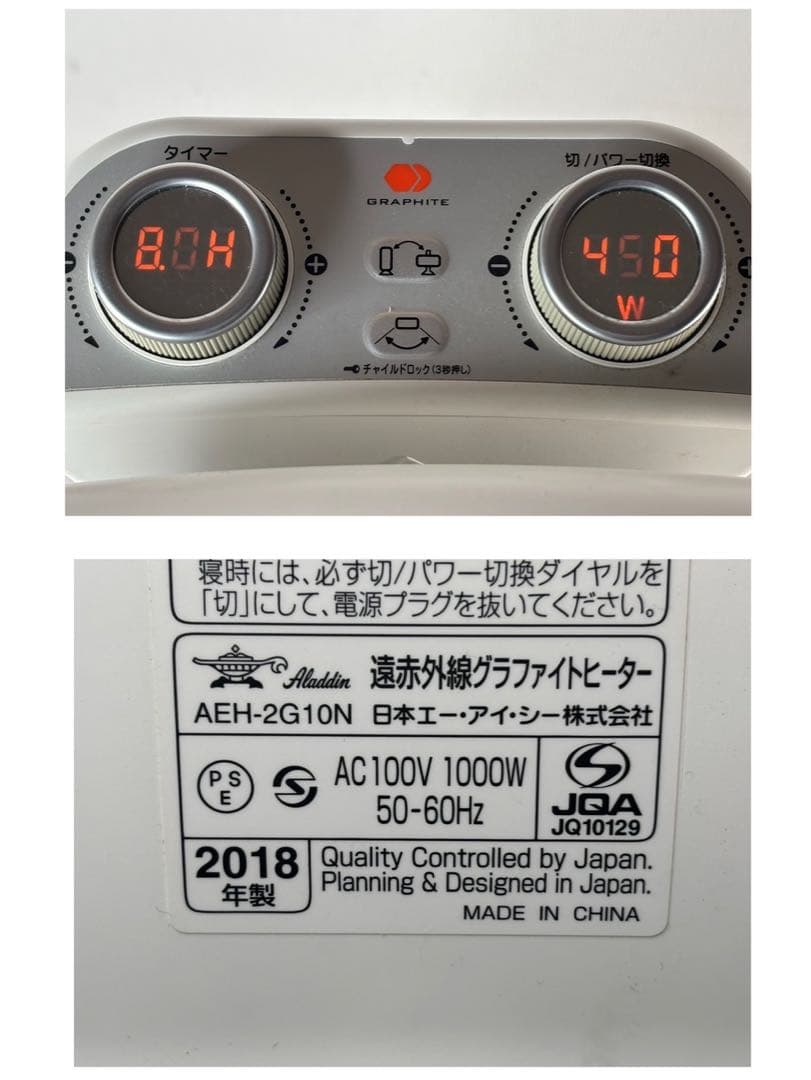 タイマー
切/パワー切換
GRAPHITE
8.0H
450
W
チャイルドロック(3秒押し)
寝時には、必ず切/パワー切換ダイヤルを
「切」にして、電源プラグを抜いてください。
Aladdin 遠赤外線グラファイトヒーター
AEH-2G10N 日本エー・アイ・シー株式会社
PSE
AC100V 1000W
50-60Hz
JQA
JQ10129
2018
年製
Quality Controlled by Japan.
Planning & Designed in Japan.
MADE IN CHINA